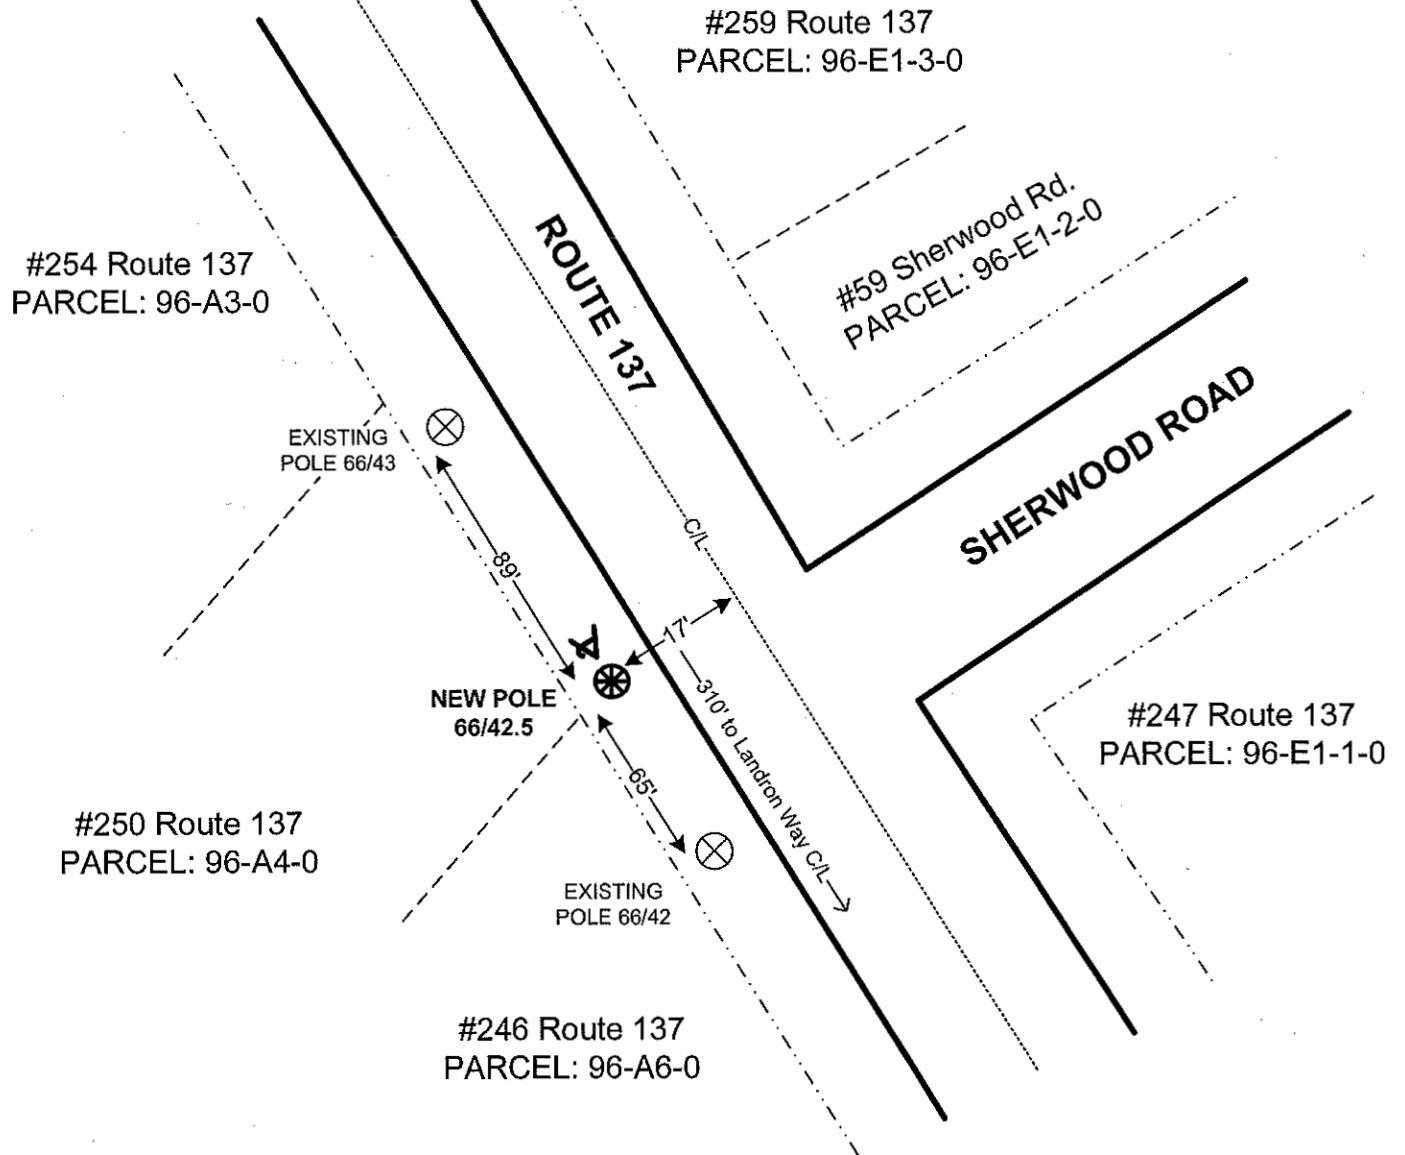 #259 Route 137
PARCEL: 96-E1-3-0
#59 Sherwood Rd.
PARCEL: 96-E1-2-0
#254 Route 137
PARCEL: 96-A3-0
ROUTE 137
SHERWOOD ROAD
EXISTING
POLE 66/43
C/L
89'
17'
NEW POLE
66/42.5
310' to Landron Way C/L
#247 Route 137
PARCEL: 96-E1-1-0
65'
#250 Route 137
PARCEL: 96-A4-0
EXISTING
POLE 66/42
#246 Route 137
PARCEL: 96-A6-0